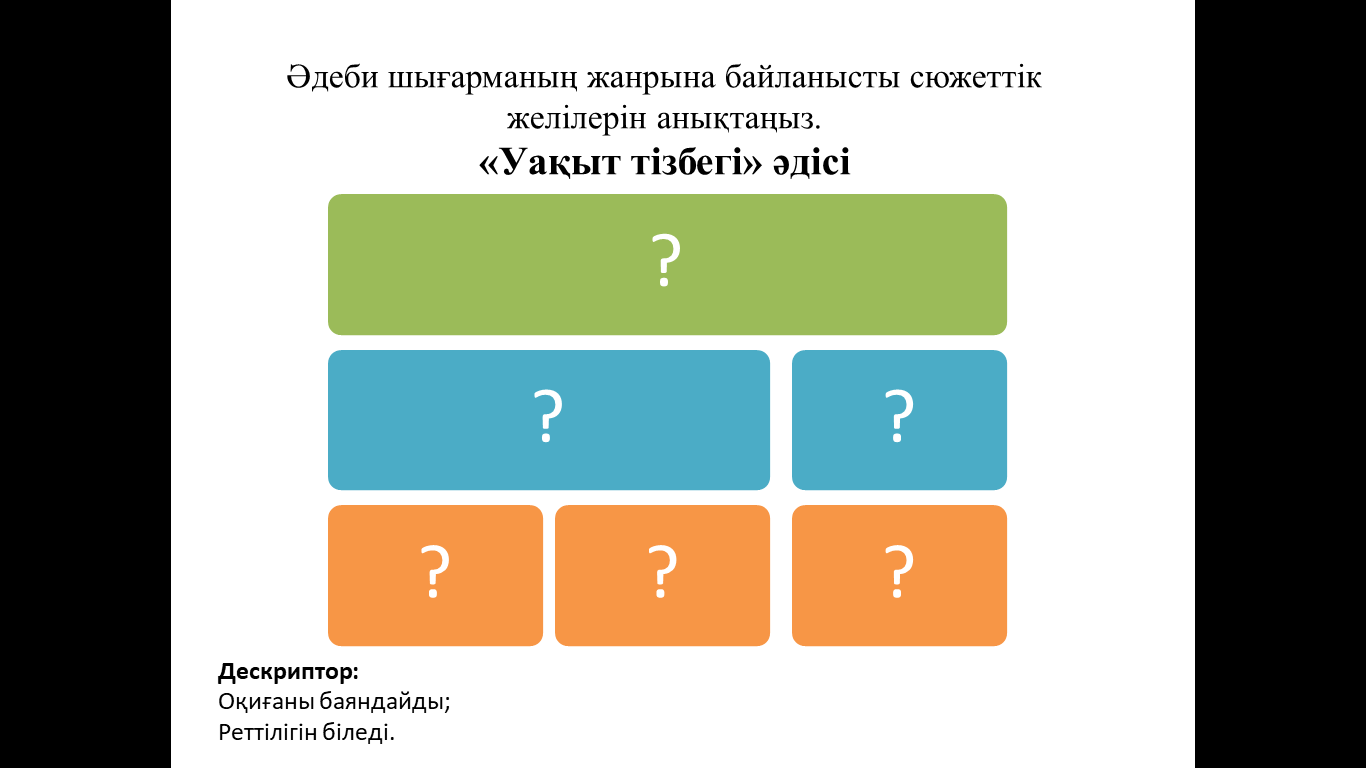 Әдеби шығарманың жанрына байланысты сюжеттік
желілерін анықтаңыз.
«Уақыт тізбегі» әдісі
?
? ?
? ? ?
Дескриптор:
Оқиғаны баяндайды;
Реттілігін біледі.